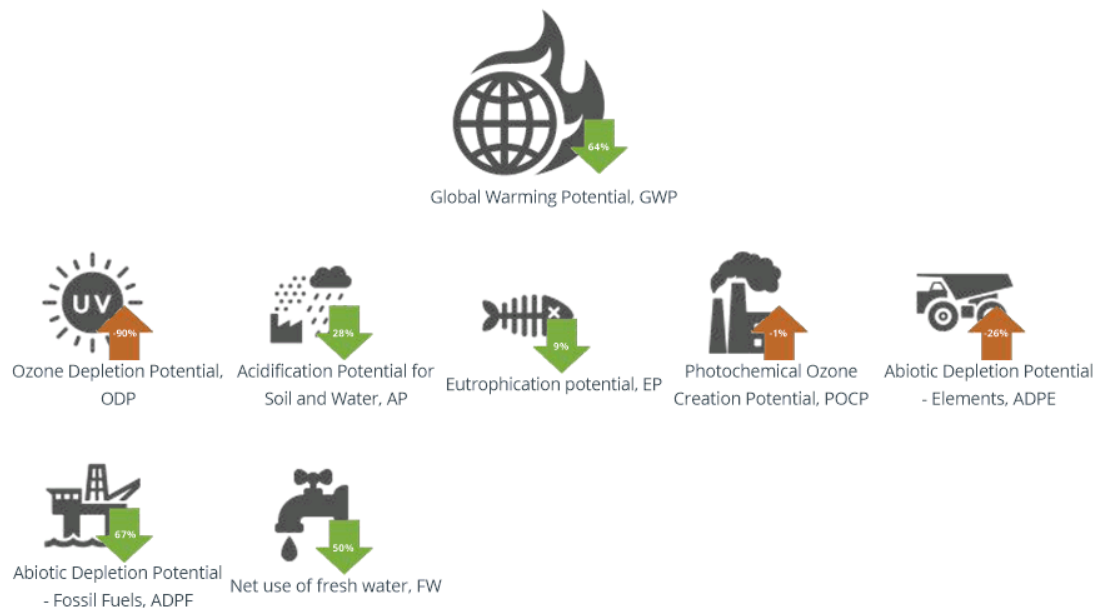 64%
Global Warming Potential, GWP
UV
-90%
Ozone Depletion Potential,
ODP
28%
Acidification Potential for
Soil and Water, AP
9%
Eutrophication potential, EP
-1%
Photochemical Ozone
Creation Potential, POCP
-26%
Abiotic Depletion Potential
- Elements, ADPE
67%
Abiotic Depletion Potential
- Fossil Fuels, ADPF
50%
Net use of fresh water, FW